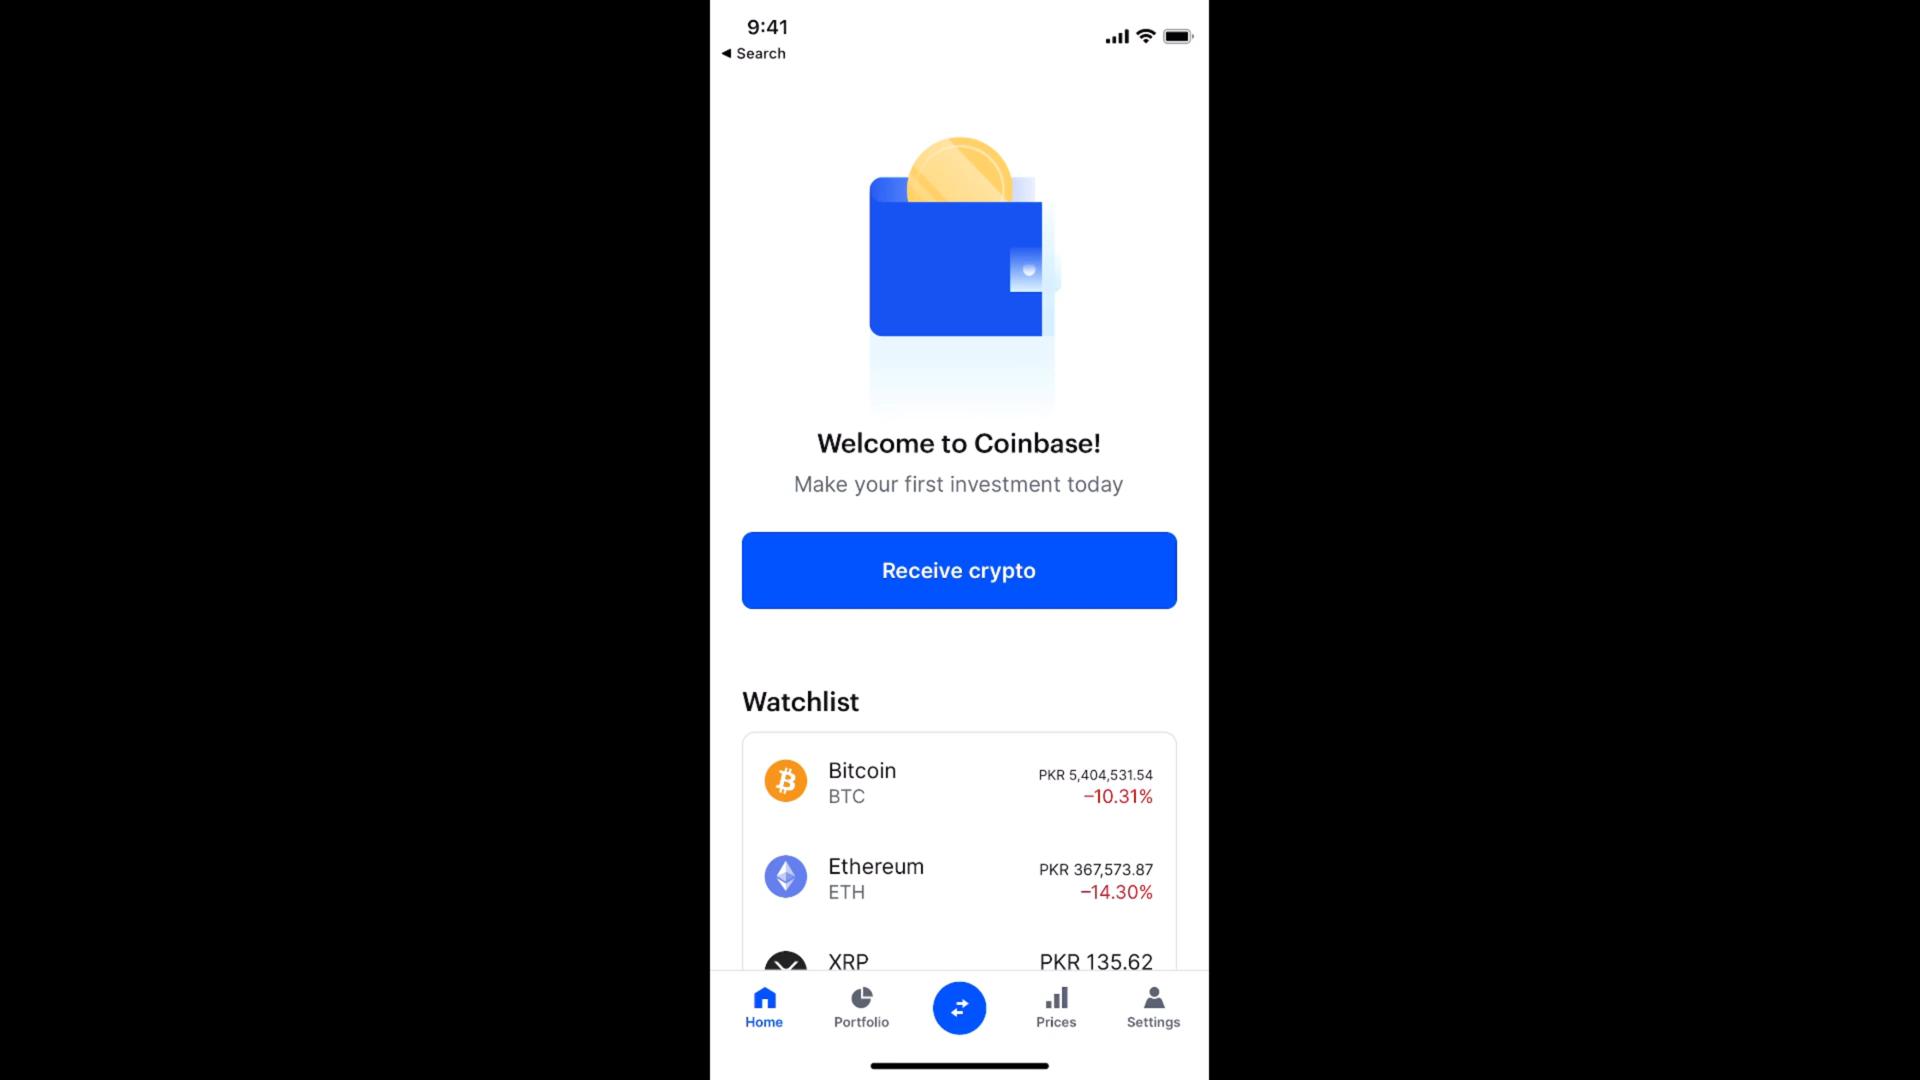 9:41
◀ Search
Welcome to Coinbase!
Make your first investment today
Receive crypto
Watchlist
Bitcoin
PKR 5,404,531.54
BTC
−10.31%
Ethereum
PKR 367,573.87
ETH
−14.30%
XRP
PKR 135.62
Home
Portfolio
Prices
Settings